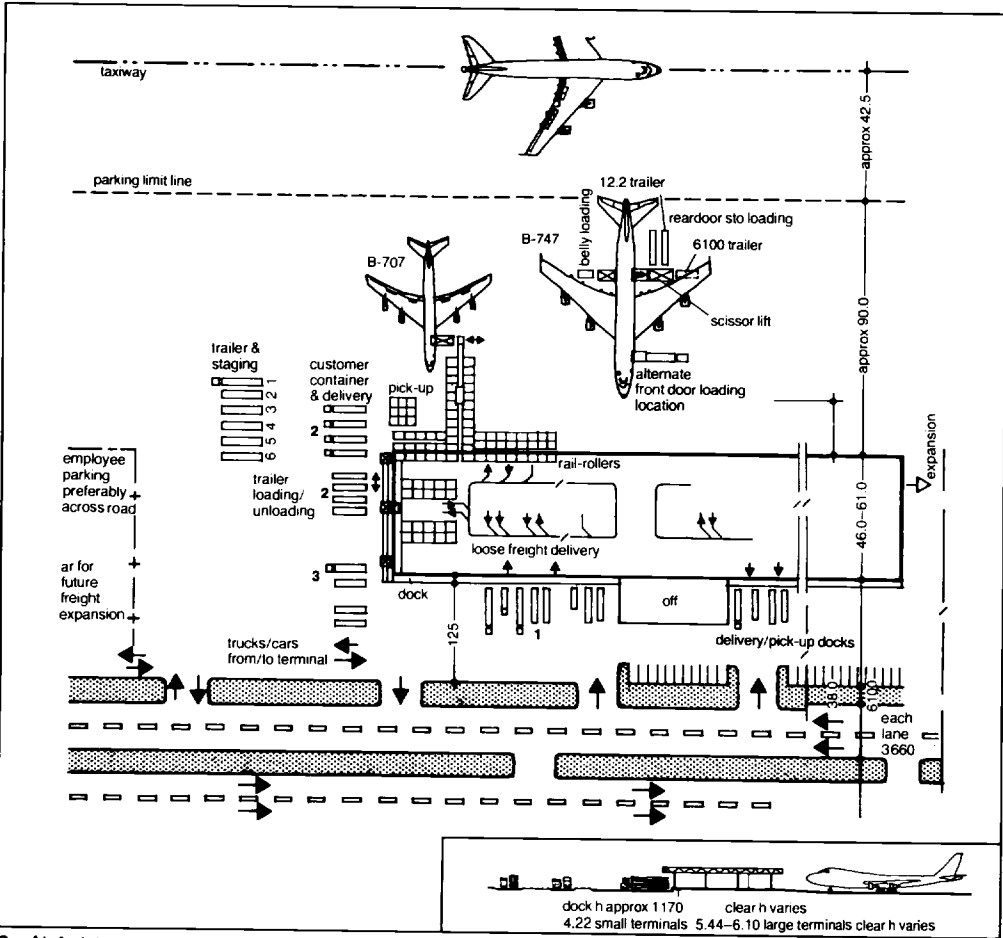 taxiway
approx 42.5
parking limit line
12.2 trailer
reardoor sto loading
belly loading
B-747
6100 trailer
B-707
scissor lift
approx 90.0
trailer &
staging
1
2
3
4
5
6
customer
container
& delivery
2
pick-up
alternate
front door loading
location
employee
parking
preferably
across road
trailer
loading/
unloading
2
rail-rollers
expansion
46.0–61.0
loose freight delivery
ar for
future
freight
expansion
3
dock
125
1
off
delivery/pick-up docks
trucks/cars
from/to terminal
38.0
6100
each
lane
3660
dock h approx 1170
clear h varies
4.22 small terminals 5.44–6.10 large terminals clear h varies